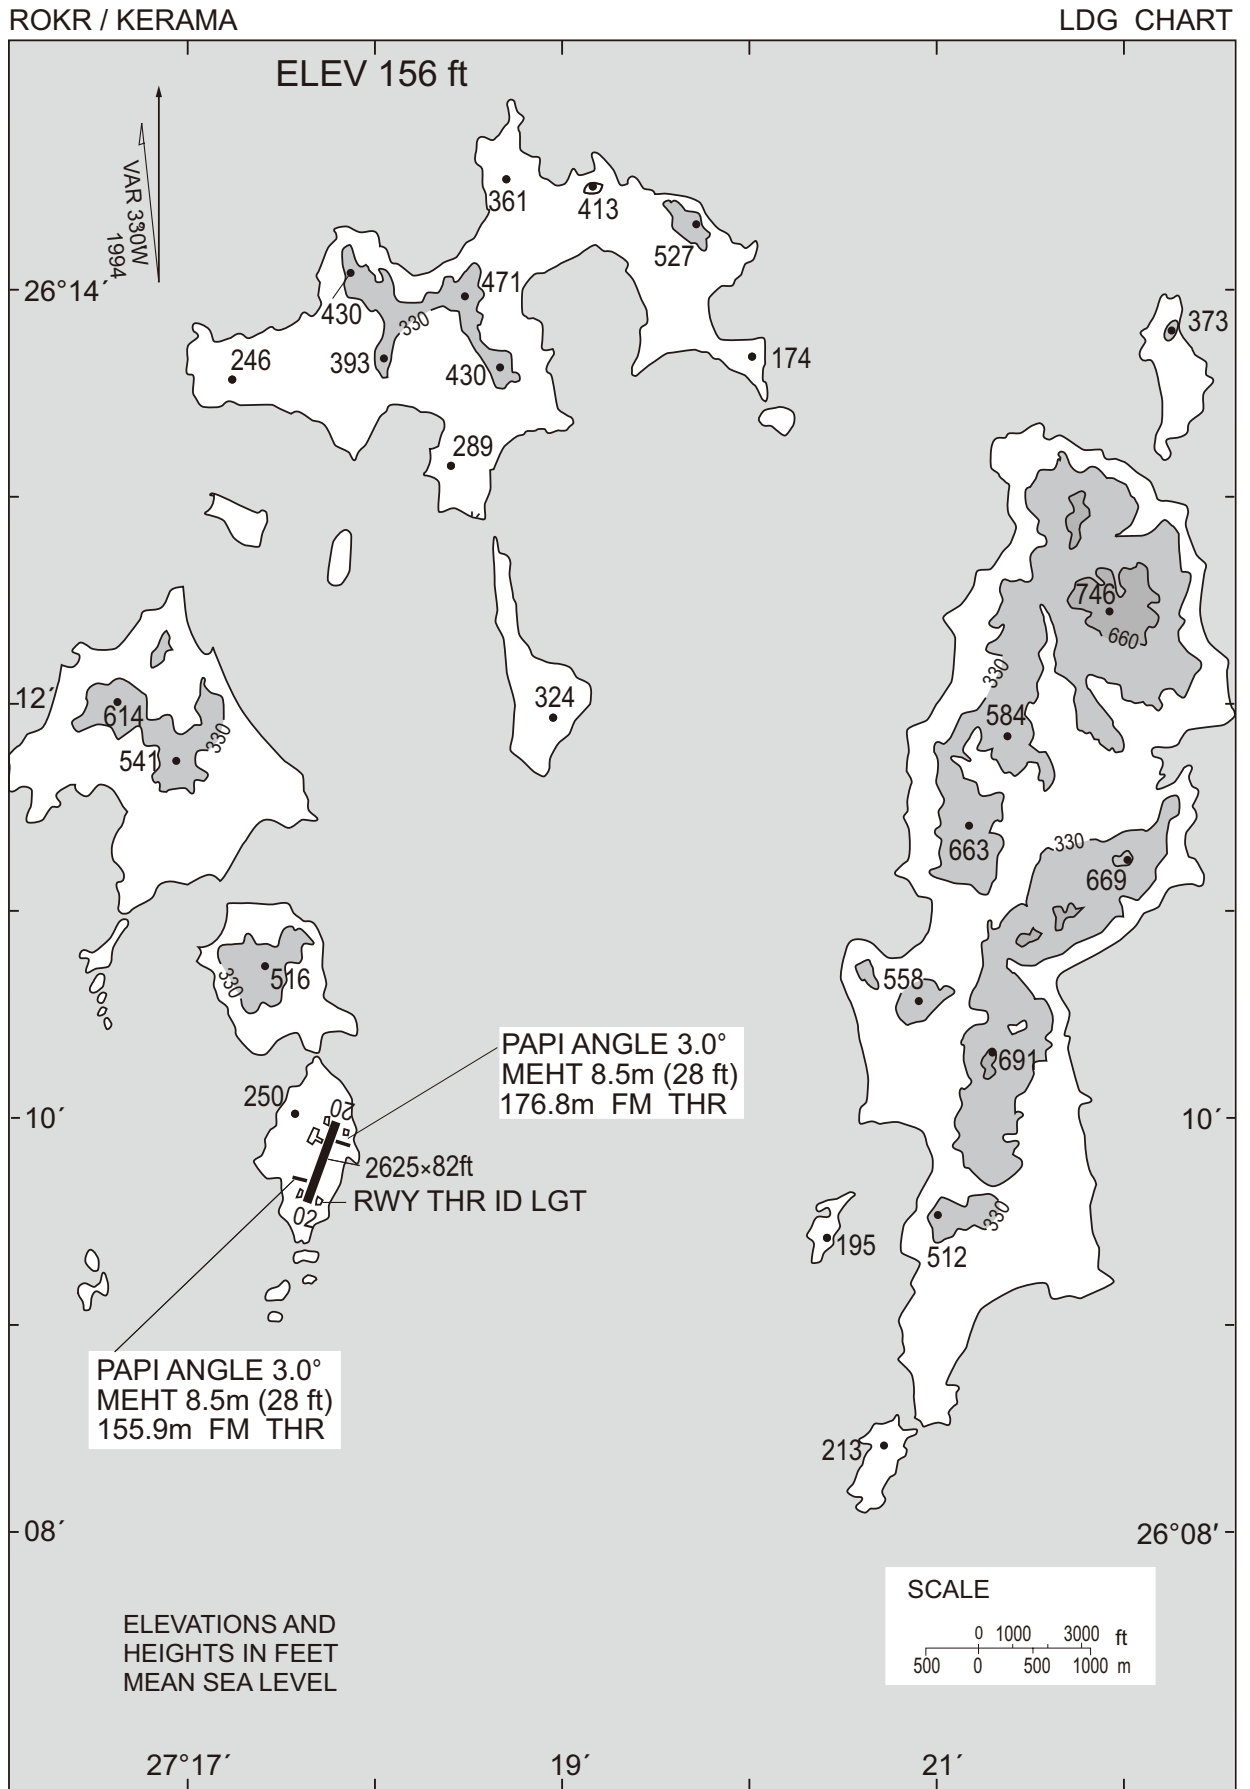 ROKR / KERAMA
LDG CHART
ELEV 156 ft
VAR 330W
1994
361
413
527
26°14´
430
471
330
373
246
393
430
174
289
746
660
330
12´
614
324
584
541
330
663
330
669
330
516
558
PAPI ANGLE 3.0°
MEHT 8.5m (28 ft)
176.8m FM THR
691
250
20
10´
10´
2625×82ft
RWY THR ID LGT
02
195
512
330
PAPI ANGLE 3.0°
MEHT 8.5m (28 ft)
155.9m FM THR
213
08´
26°08′
SCALE
0 1000 3000 ft
500 0 500 1000 m
ELEVATIONS AND
HEIGHTS IN FEET
MEAN SEA LEVEL
27°17´
19´
21´